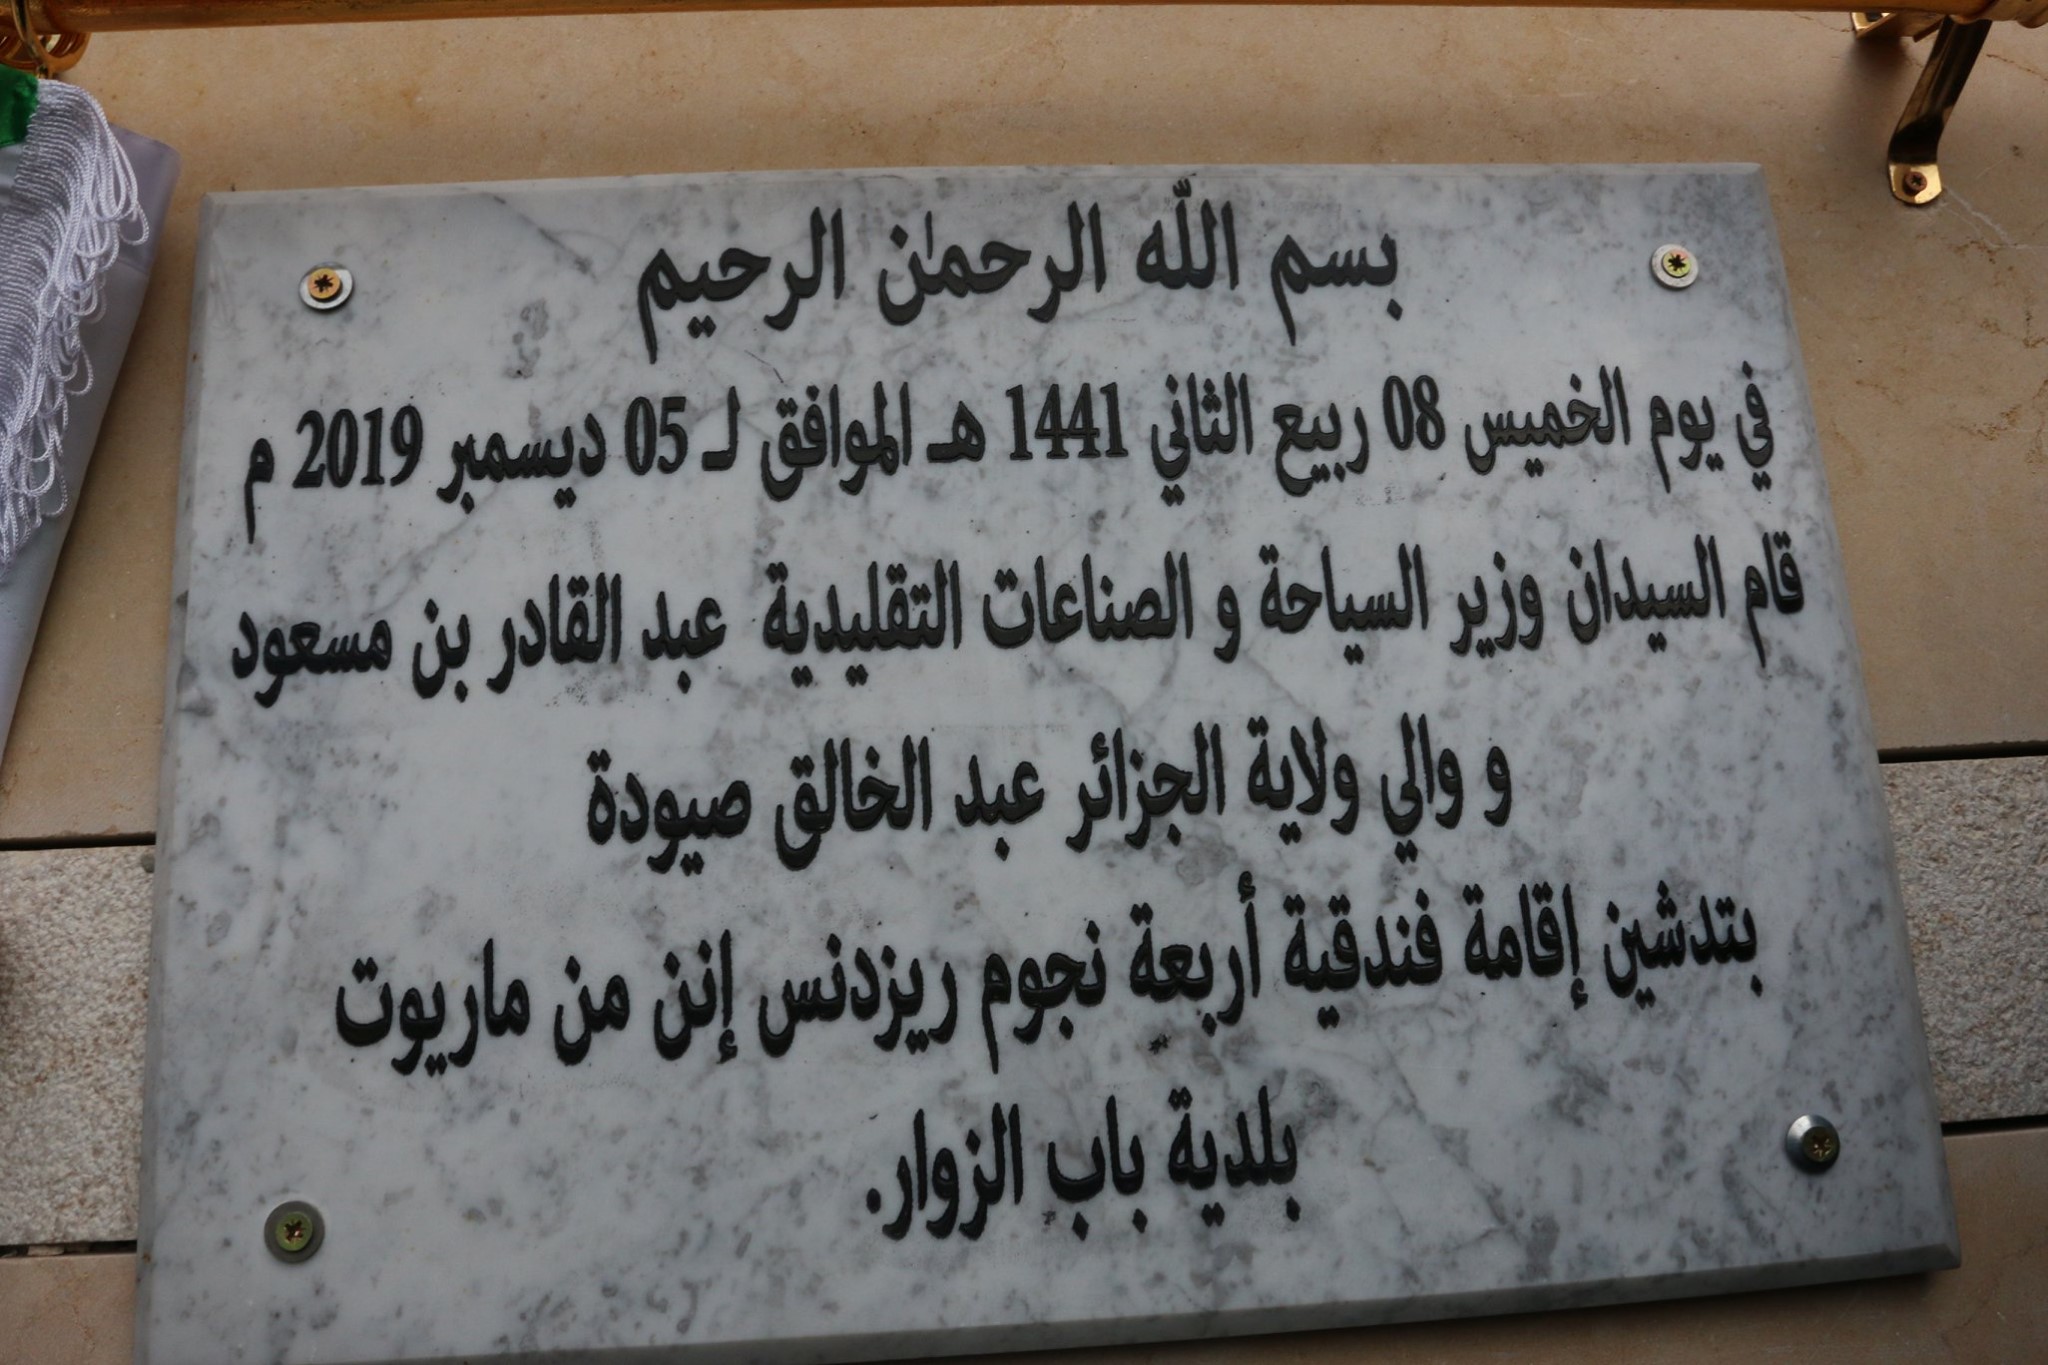 بسم الله الرحمٰن الرحيم
في يوم الخميس 08 ربيع الثاني 1441 هـ الموافق لـ 05 ديسمبر 2019 م
قام السيدان وزير السياحة و الصناعات التقليدية عبد القادر بن مسعود
و والي ولاية الجزائر عبد الخالق صيودة
بتدشين إقامة فندقية أربعة نجوم ريزدنس إنن من ماريوت
بلدية باب الزوار.